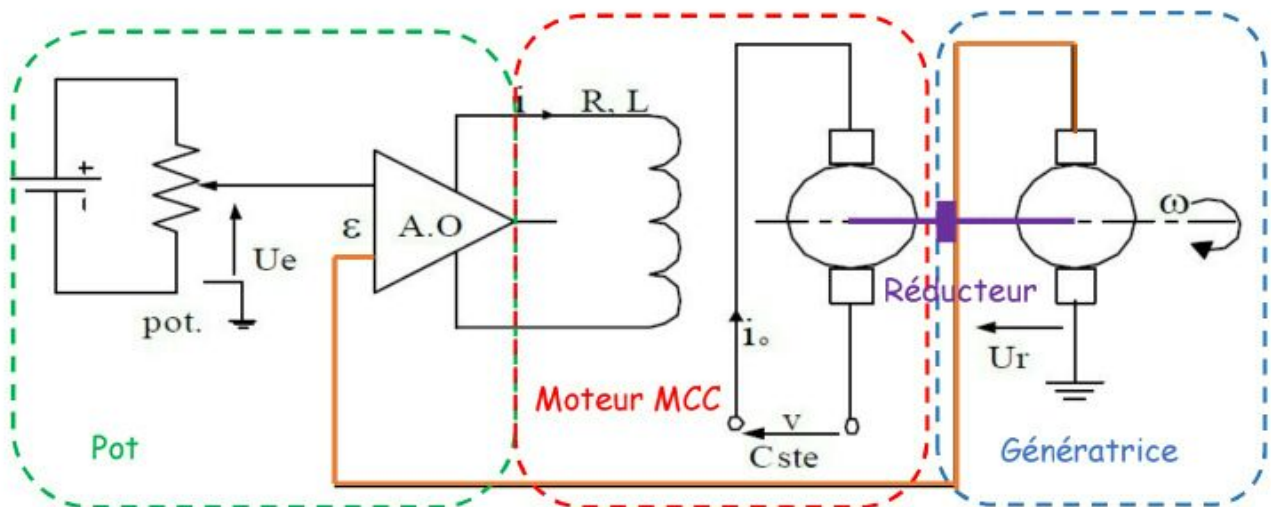 i
R, L
+
-
ε
A.O
Ue
pot.
ω
Réducteur
i₀
Ur
Moteur MCC
v
Cste
Pot
Génératrice